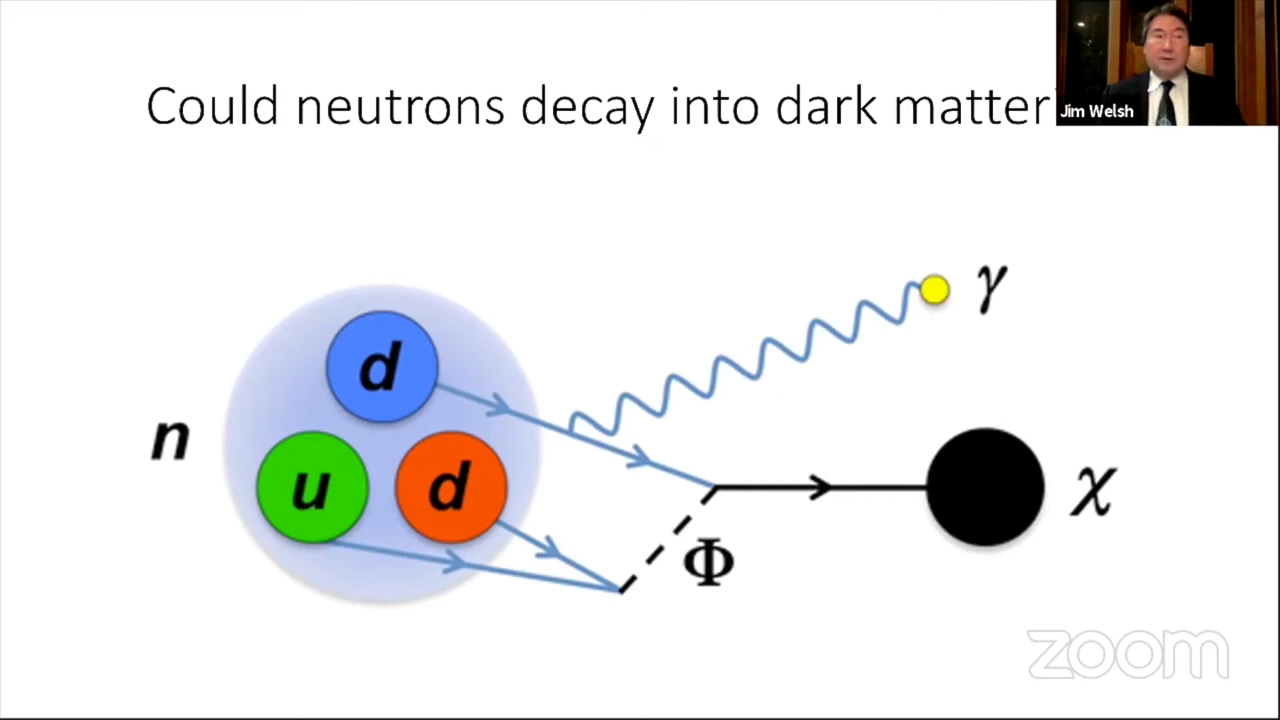 Could neutrons decay into dark matter
Jim Welsh
γ
d
n
u d
χ
Φ
zoom